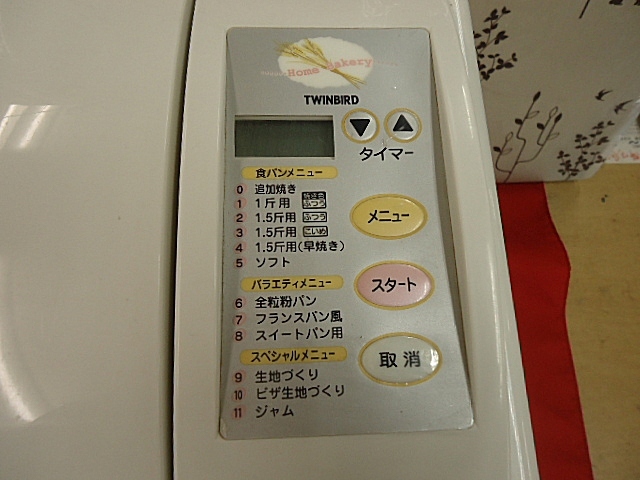 Home Bakery
TWINBIRD
タイマー
食パンメニュー
0 追加焼き
1 1斤用 焼き色 ふつう
2 1.5斤用 ふつう
3 1.5斤用 こいめ
4 1.5斤用(早焼き)
5 ソフト
バラエティメニュー
6 全粒粉パン
7 フランスパン風
8 スイートパン用
スペシャルメニュー
9 生地づくり
10 ピザ生地づくり
11 ジャム
メニュー
スタート
取消